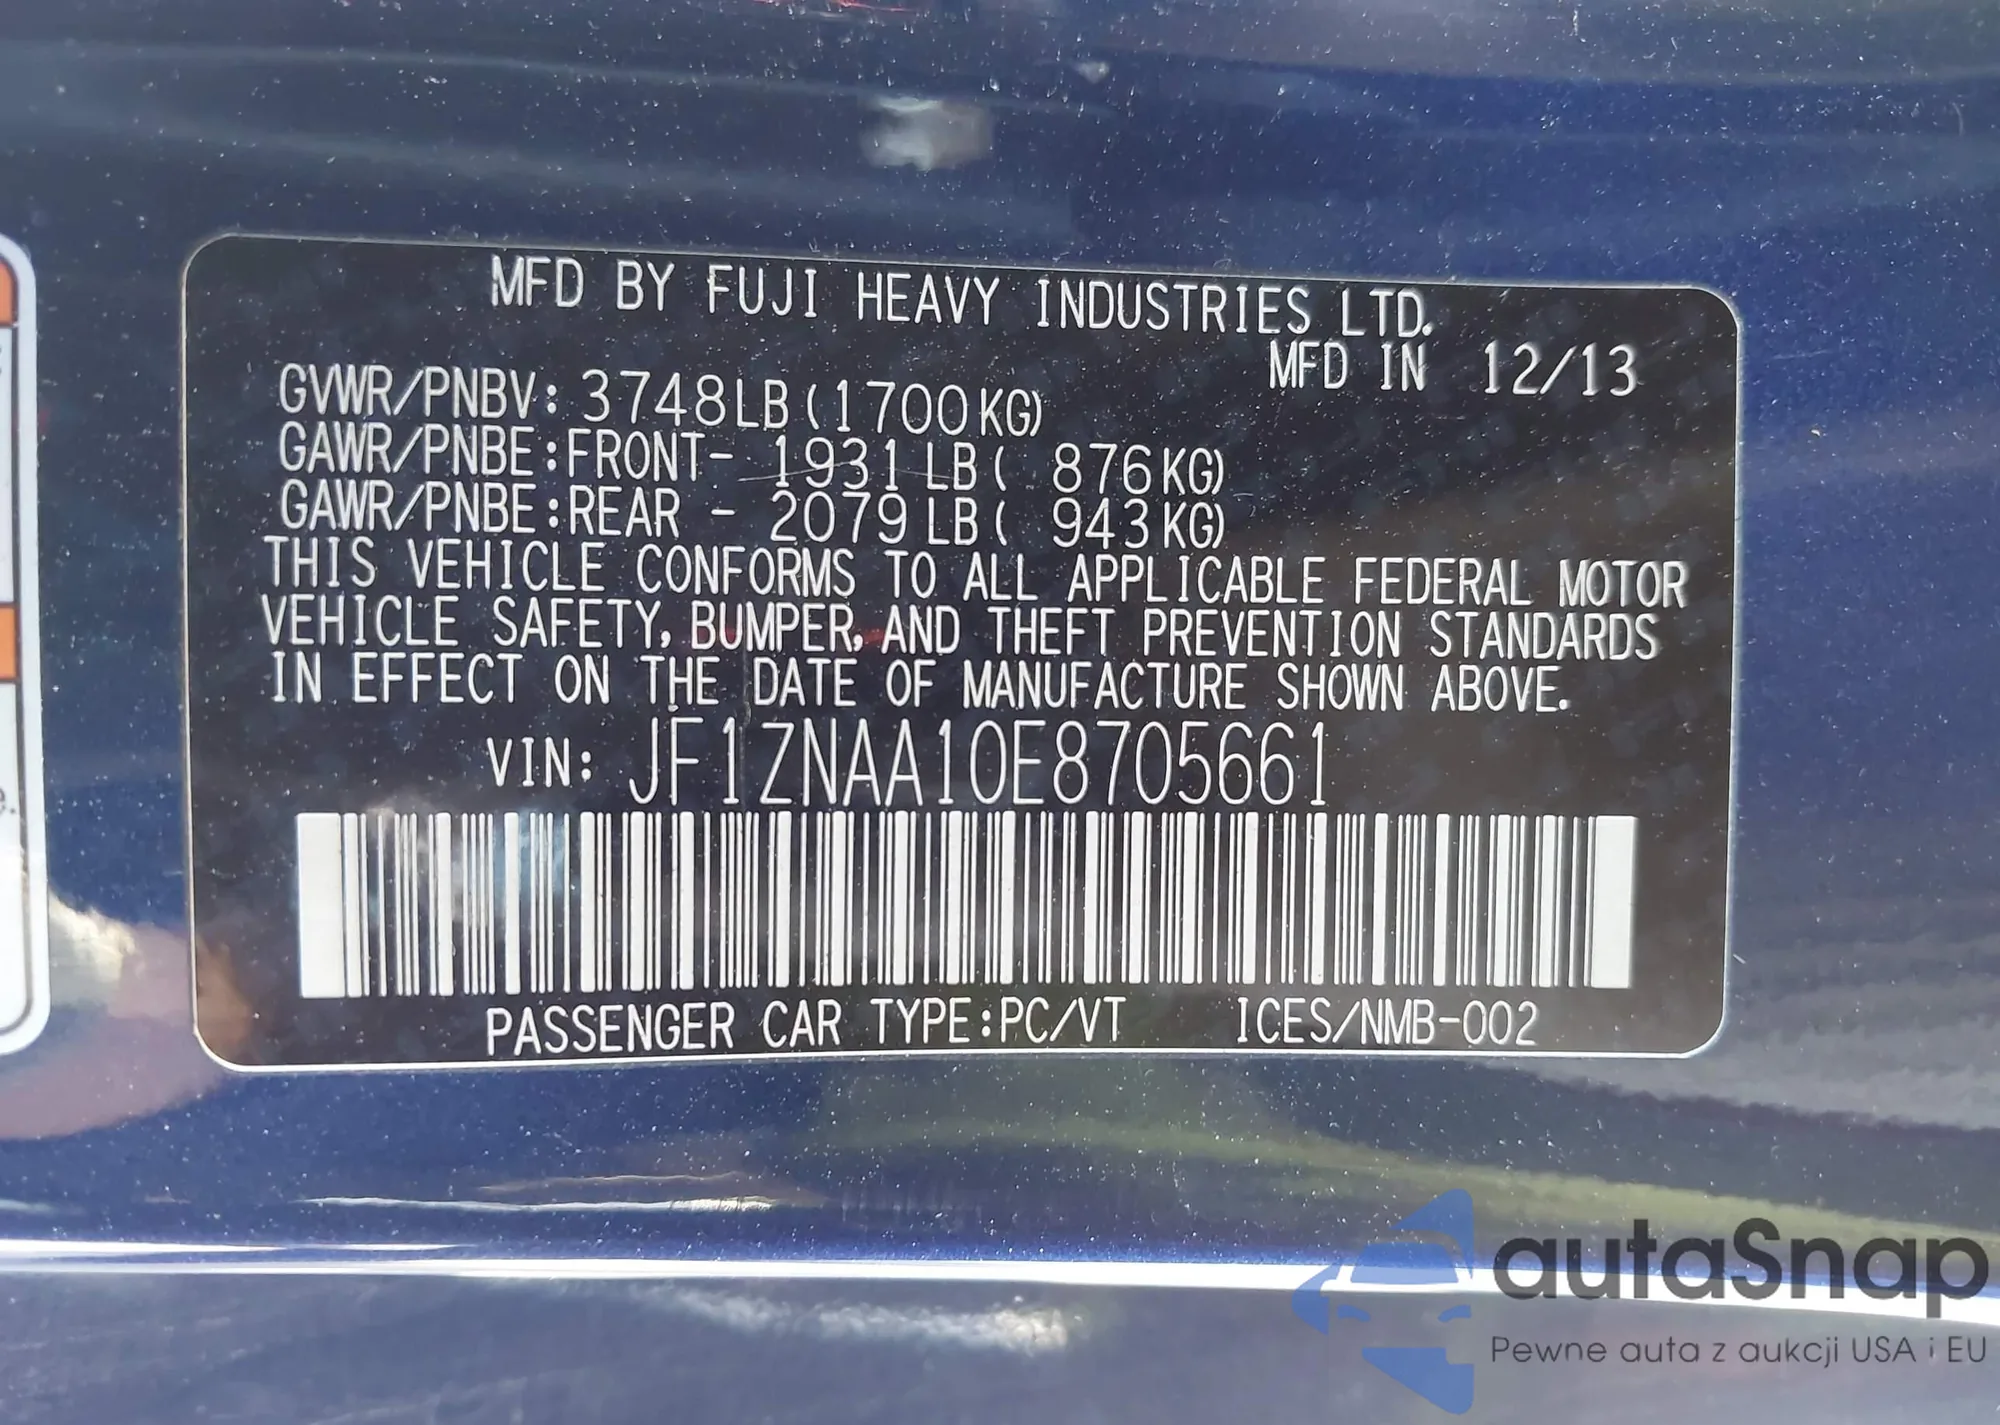 MFD BY FUJI HEAVY INDUSTRIES LTD.
MFD IN 12/13
GVWR/PNBV: 3748LB(1700KG)
GAWR/PNBE:FRONT- 1931LB( 876KG)
GAWR/PNBE:REAR - 2079LB( 943KG)
THIS VEHICLE CONFORMS TO ALL APPLICABLE FEDERAL MOTOR
VEHICLE SAFETY, BUMPER, AND THEFT PREVENTION STANDARDS
IN EFFECT ON THE DATE OF MANUFACTURE SHOWN ABOVE.
VIN: JF1ZNAA10E8705661
PASSENGER CAR TYPE:PC/VT ICES/NMB-002
autaSnap
Pewne auta z aukcji USA i EU